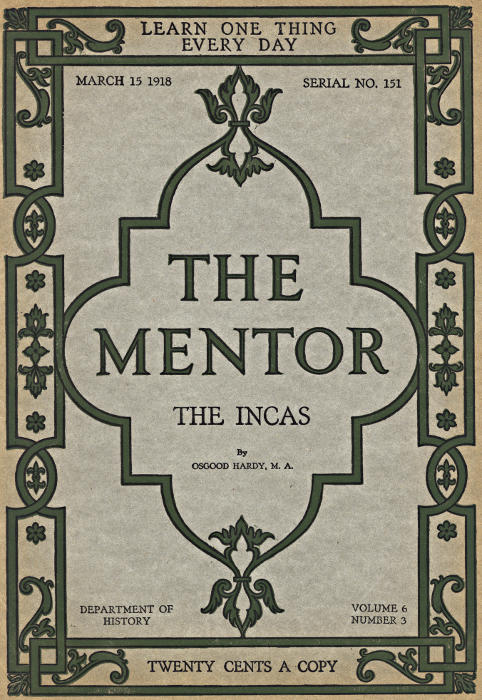 LEARN ONE THING
EVERY DAY
MARCH 15 1918
SERIAL NO. 151
THE
MENTOR
THE INCAS
By
OSGOOD HARDY, M. A.
DEPARTMENT OF
HISTORY
VOLUME 6
NUMBER 3
TWENTY CENTS A COPY